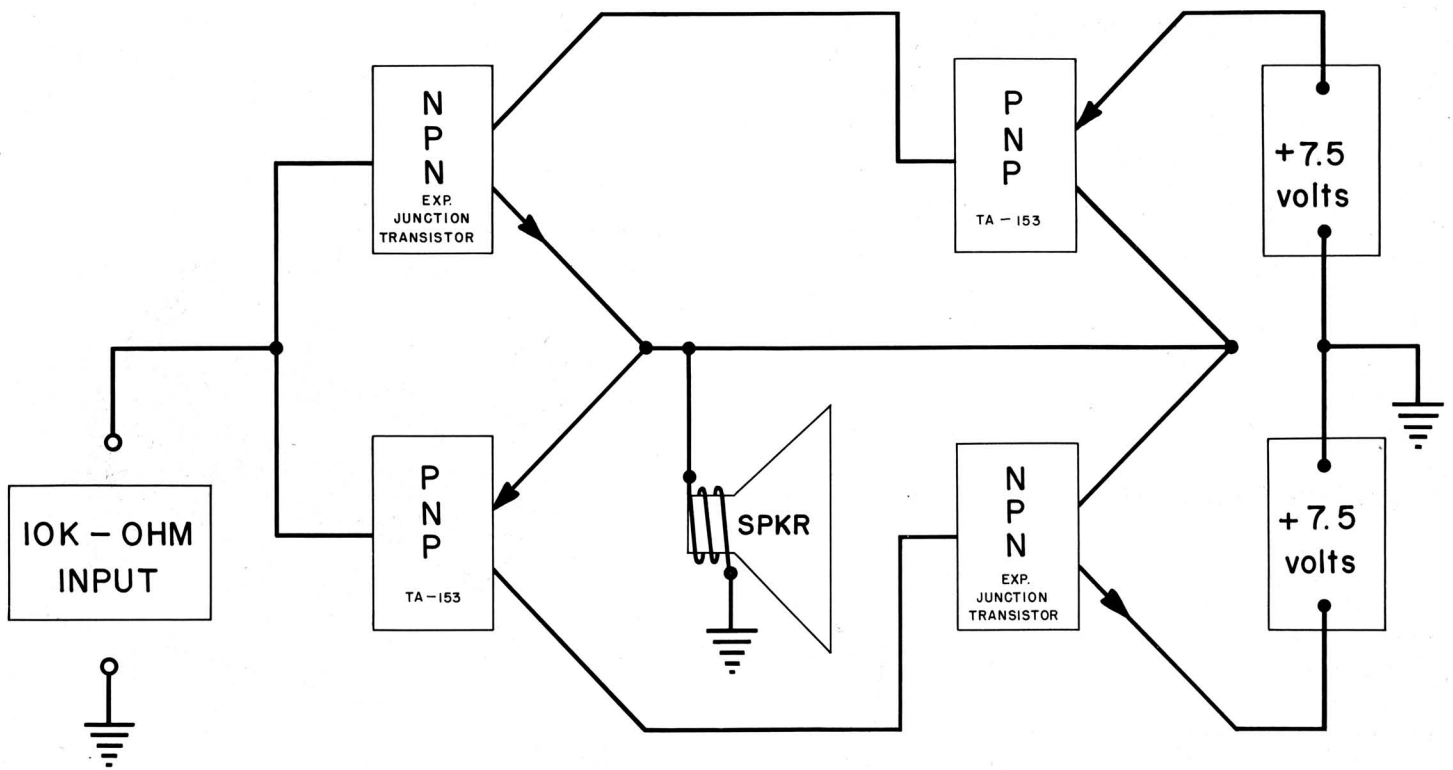 N
P
N
EXP.
JUNCTION
TRANSISTOR
P
N
P
TA-153
+7.5
volts
10K-OHM
INPUT
P
N
P
TA-153
SPKR
N
P
N
EXP.
JUNCTION
TRANSISTOR
+7.5
volts